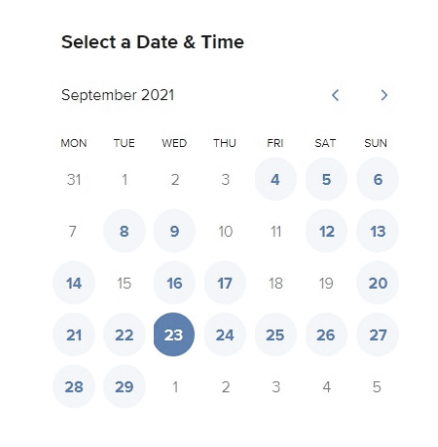 Select a Date & Time
September 2021
MON TUE WED THU FRI SAT SUN
31 1 2 3 4 5 6
7 8 9 10 11 12 13
14 15 16 17 18 19 20
21 22 23 24 25 26 27
28 29 1 2 3 4 5